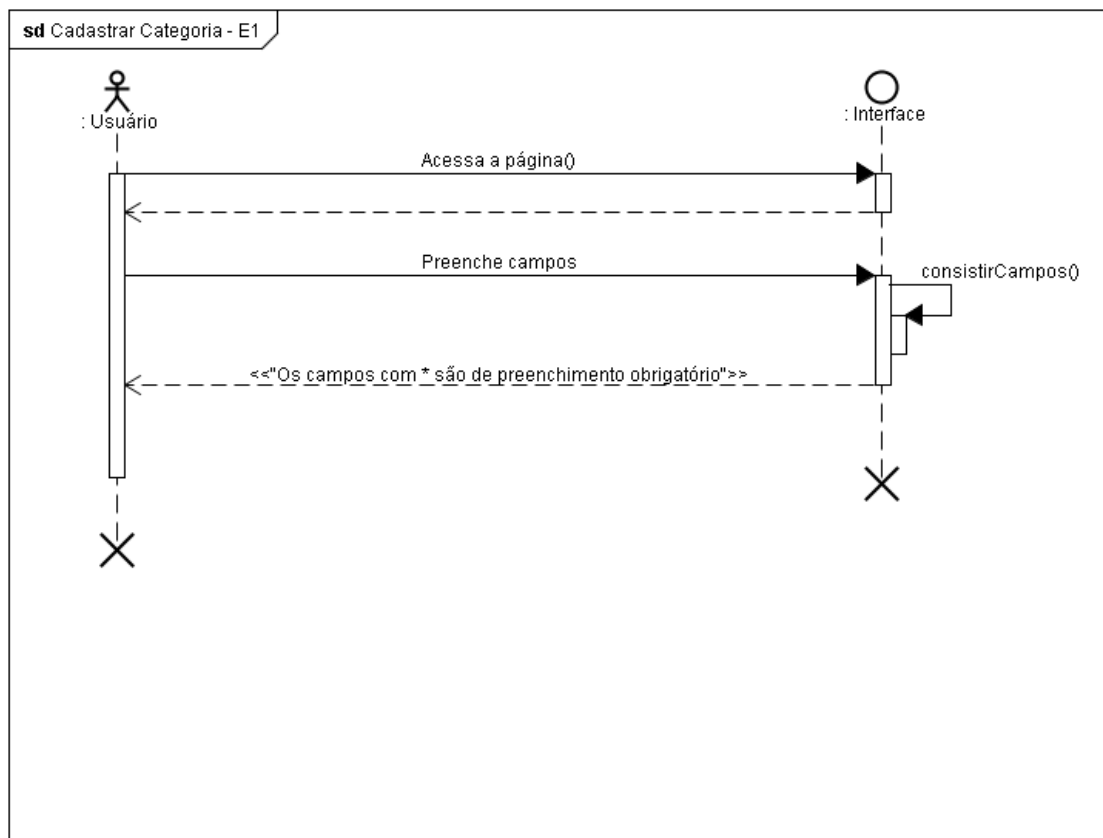 sd Cadastrar Categoria - E1
: Usuário
: Interface
Acessa a página()
Preenche campos
consistirCampos()
<<"Os campos com * são de preenchimento obrigatório">>